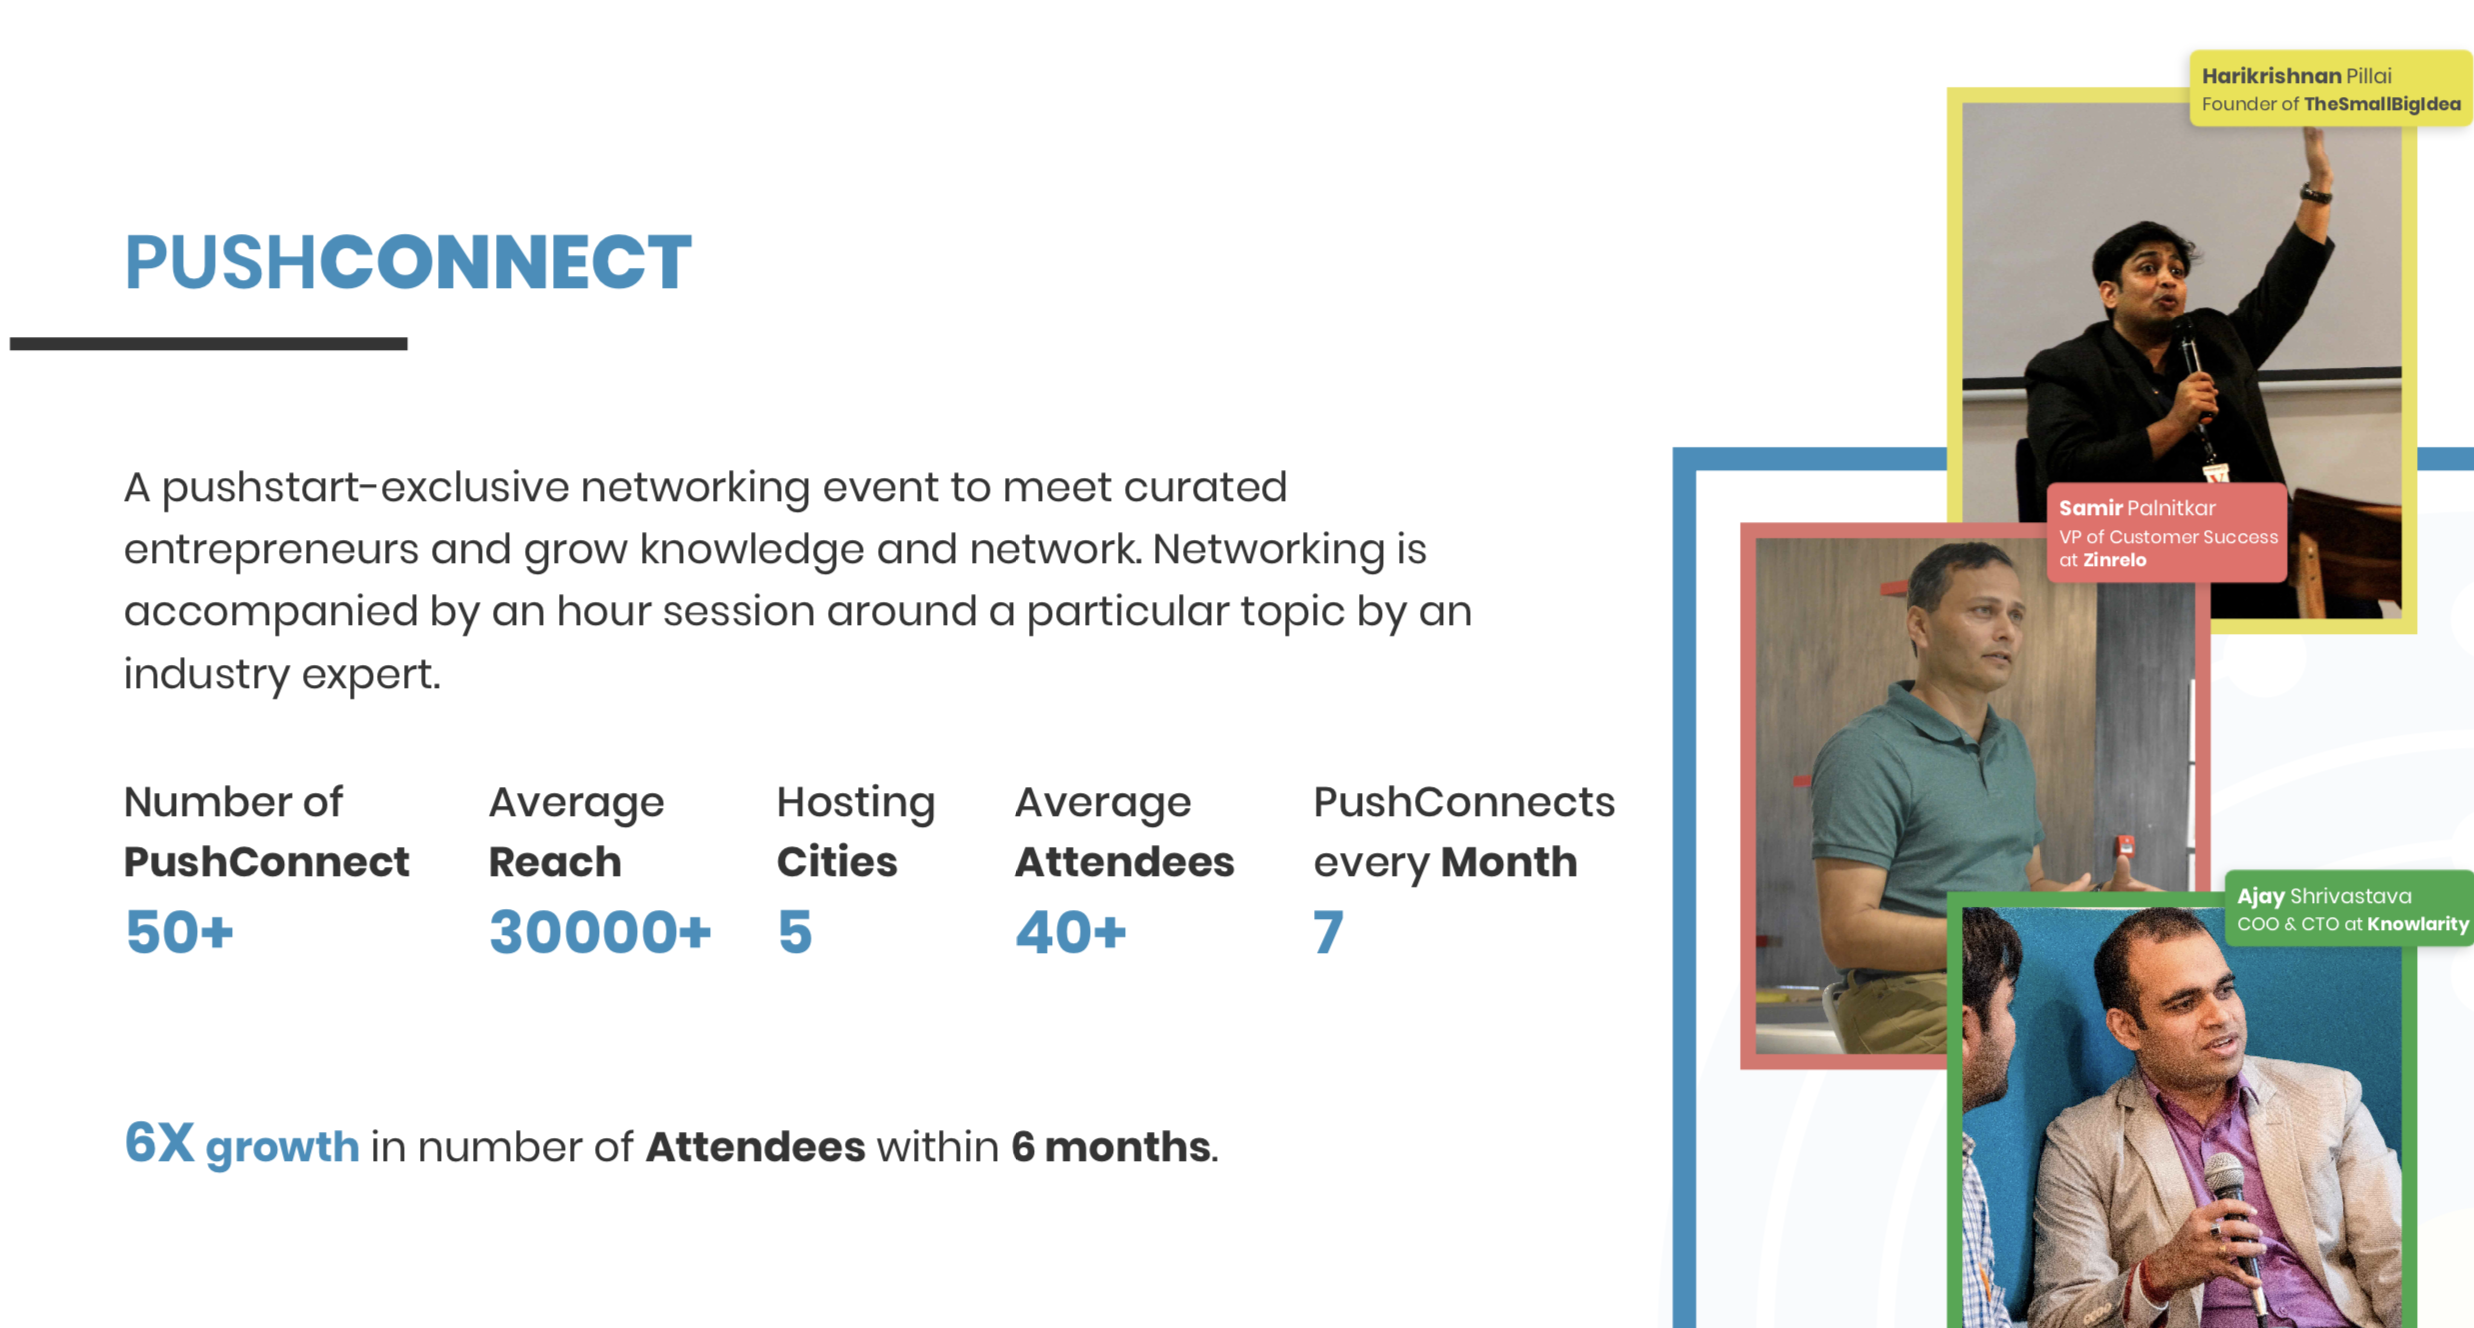 PUSHCONNECT
A pushstart-exclusive networking event to meet curated
entrepreneurs and grow knowledge and network. Networking is
accompanied by an hour session around a particular topic by an
industry expert.
Number of
PushConnect
50+
Average
Reach
30000+
Hosting
Cities
5
Average
Attendees
40+
PushConnects
every Month
7
6X growth in number of Attendees within 6 months.
Harikrishnan Pillai
Founder of TheSmallBigIdea
Samir Palnitkar
VP of Customer Success
at Zinrelo
Ajay Shrivastava
COO & CTO at Knowlarity